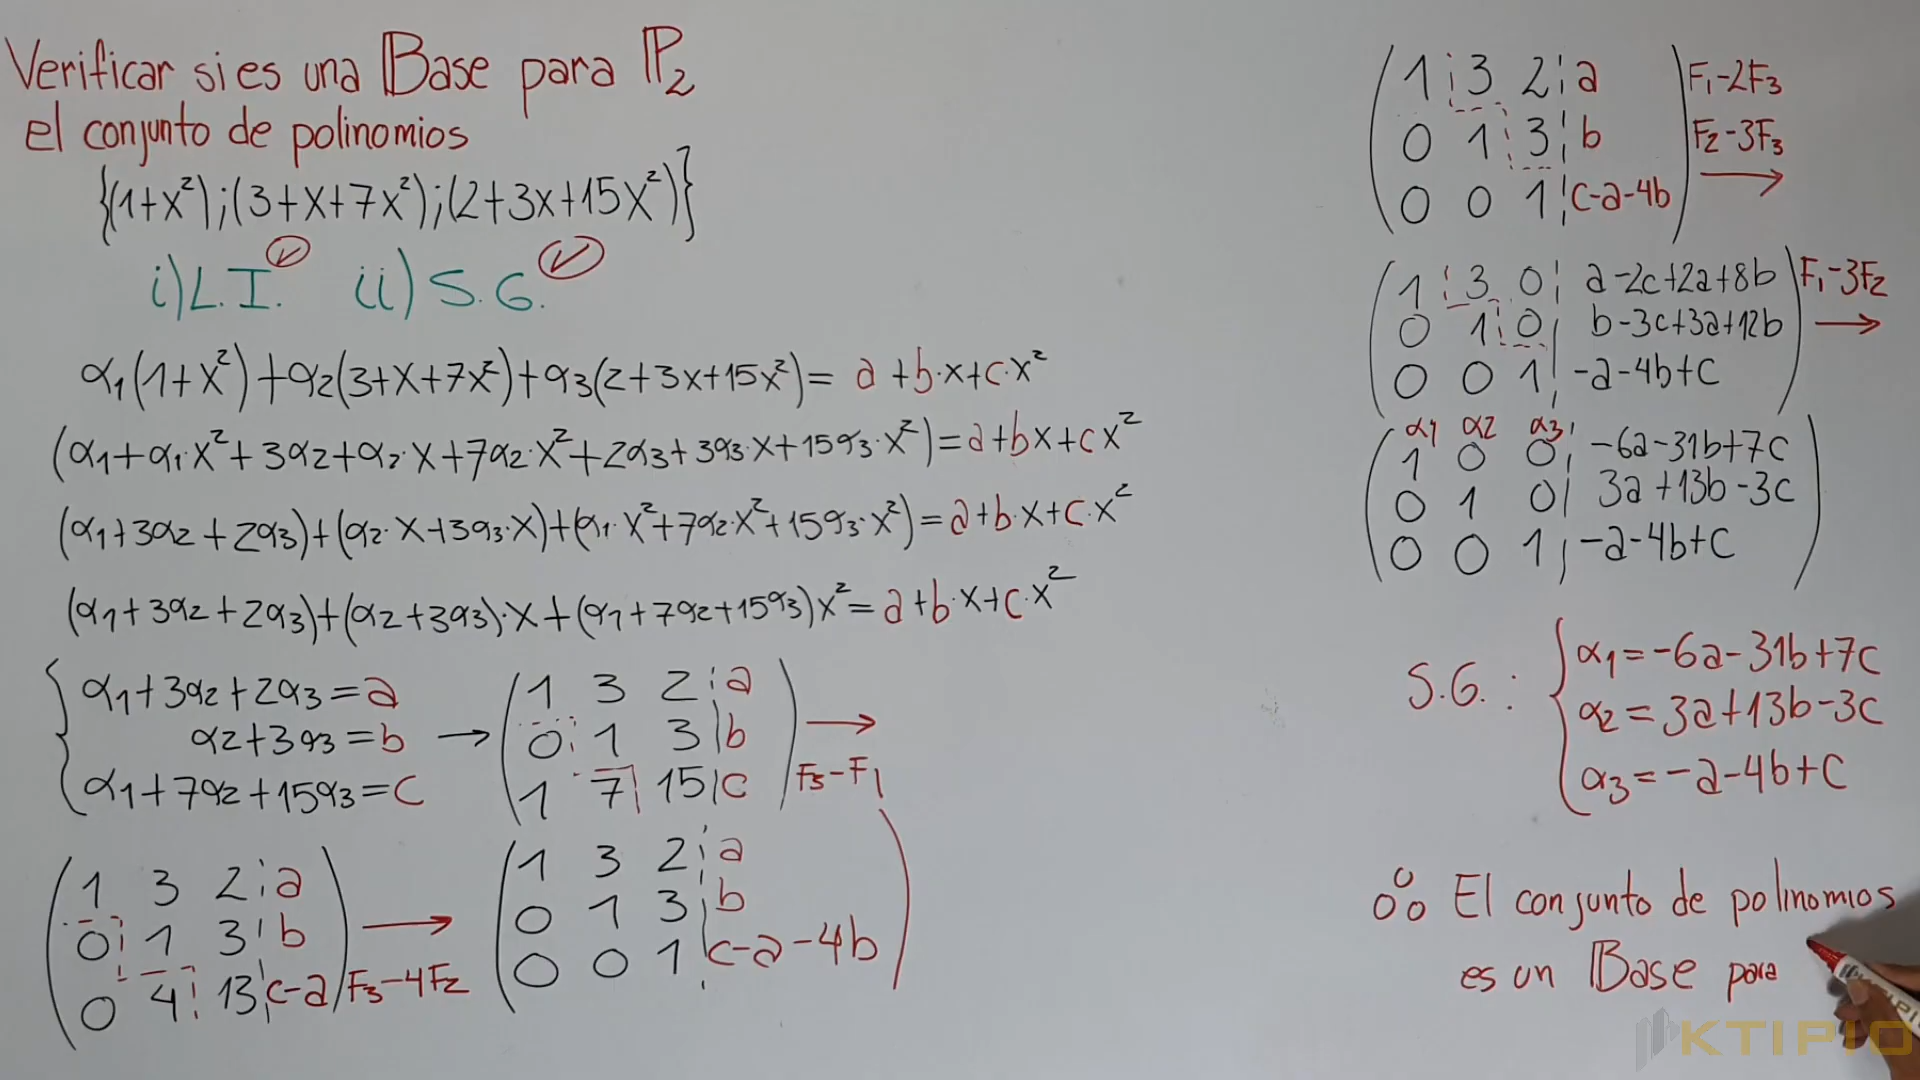 Verificar si es una Base para ℙ₂
el conjunto de polinomios
{(1+x²);(3+x+7x²);(2+3x+15x²)}
i) L.I. ✓ ii) S.G. ✓
α₁(1+x²)+α₂(3+x+7x²)+α₃(2+3x+15x²)= a+b·x+c·x²
(α₁+α₁·x²+3α₂+α₂·x+7α₂·x²+2α₃+3α₃·x+15α₃·x²)=a+bx+cx²
(α₁+3α₂+2α₃)+(α₂·x+3α₃·x)+(α₁·x²+7α₂·x²+15α₃·x²)=a+b·x+c·x²
(α₁+3α₂+2α₃)+(α₂+3α₃)·x+(α₁+7α₂+15α₃)x²=a+b·x+c·x²
α₁+3α₂+2α₃=a
α₂+3α₃=b →
α₁+7α₂+15α₃=c
1 3 2 a
0 1 3 b →
1 7 15 c F₃-F₁
1 3 2 a
0 1 3 b →
0 4 13 c-a F₃-4F₂
1 3 2 a
0 1 3 b
0 0 1 c-a-4b
1 3 2 a F₁-2F₃
0 1 3 b F₂-3F₃
0 0 1 c-a-4b →
1 3 0 a-2c+2a+8b F₁-3F₂
0 1 0 b-3c+3a+12b →
0 0 1 -a-4b+c
α₁ α₂ α₃
1 0 0 -6a-31b+7c
0 1 0 3a+13b-3c
0 0 1 -a-4b+c
S.G.:
α₁=-6a-31b+7c
α₂=3a+13b-3c
α₃=-a-4b+c
∴ El conjunto de polinomios
es un Base para
KTIPIO